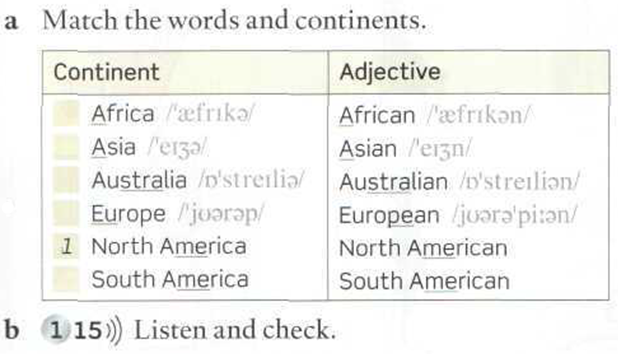 a Match the words and continents.
Continent Adjective
Africa /ˈæfrɪkə/ African /ˈæfrɪkən/
Asia /ˈeɪʒə/ Asian /ˈeɪʒn/
Australia /ɒˈstreɪliə/ Australian /ɒˈstreɪliən/
Europe /ˈjʊərəp/ European /jʊərəˈpiːən/
1 North America North American
South America South American
b 1 15))) Listen and check.